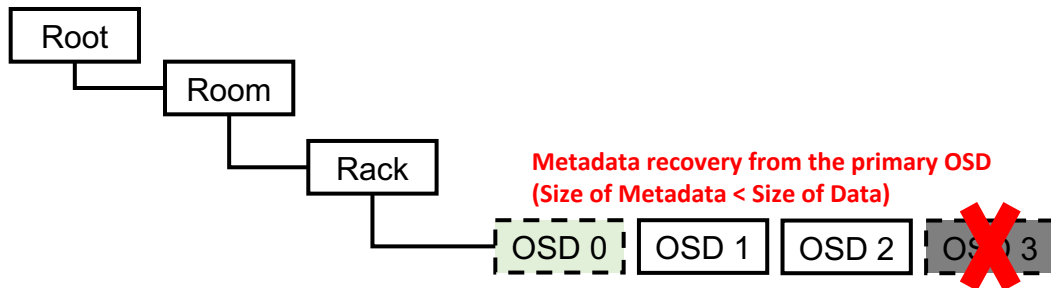 Root
Room
Rack
Metadata recovery from the primary OSD
(Size of Metadata < Size of Data)
OSD 0
OSD 1
OSD 2
OSD 3